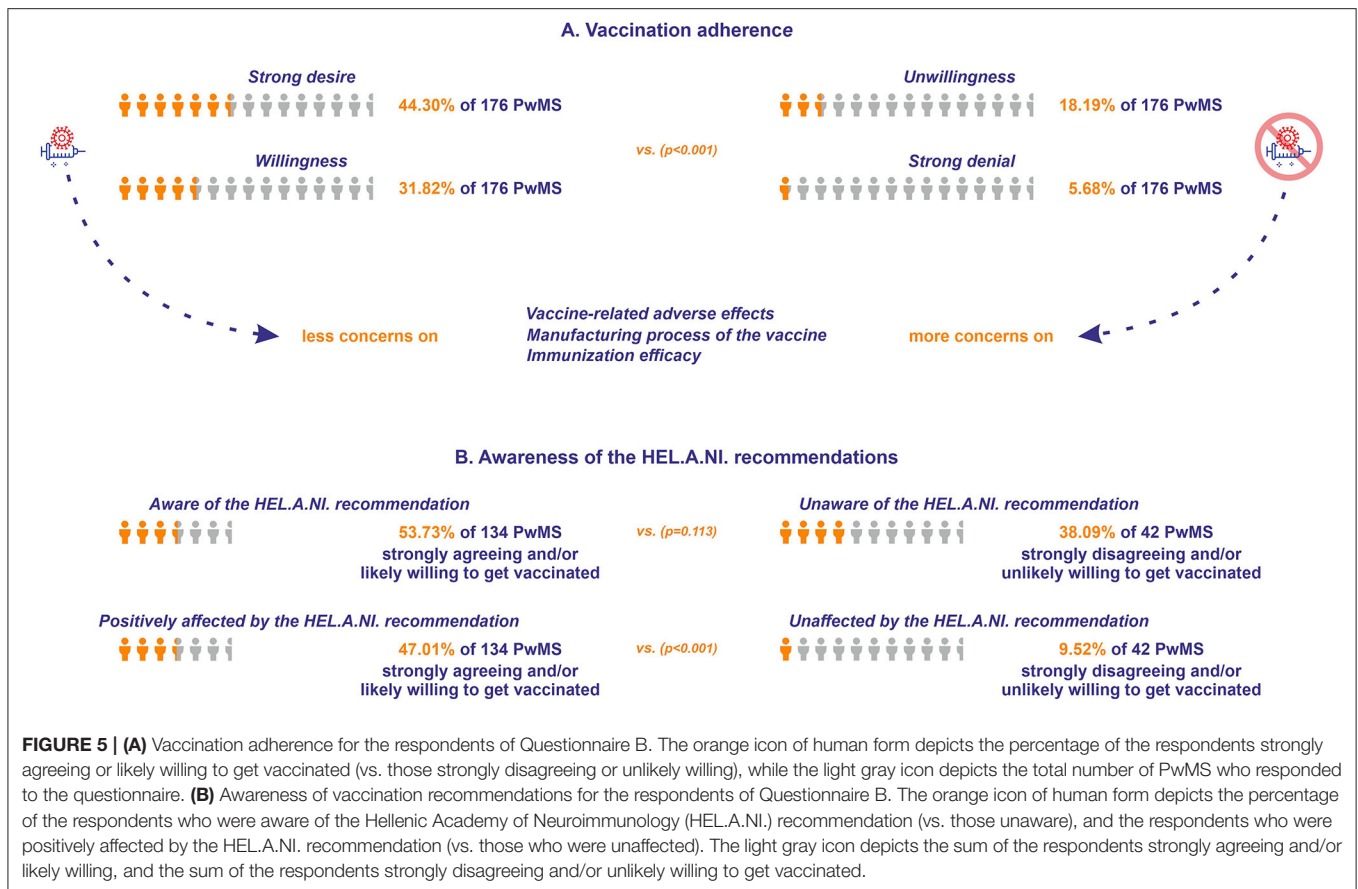 A. Vaccination adherence
Strong desire
44.30% of 176 PwMS
Unwillingness
18.19% of 176 PwMS
vs. (p<0.001)
Willingness
31.82% of 176 PwMS
Strong denial
5.68% of 176 PwMS
less concerns on
Vaccine-related adverse effects
Manufacturing process of the vaccine
Immunization efficacy
more concerns on
B. Awareness of the HEL.A.NI. recommendations
Aware of the HEL.A.NI. recommendation
53.73% of 134 PwMS
strongly agreeing and/or
likely willing to get vaccinated
vs. (p=0.113)
Unaware of the HEL.A.NI. recommendation
38.09% of 42 PwMS
strongly disagreeing and/or
unlikely willing to get vaccinated
Positively affected by the HEL.A.NI. recommendation
47.01% of 134 PwMS
strongly agreeing and/or
likely willing to get vaccinated
vs. (p<0.001)
Unaffected by the HEL.A.NI. recommendation
9.52% of 42 PwMS
strongly disagreeing and/or
unlikely willing to get vaccinated
FIGURE 5 | (A) Vaccination adherence for the respondents of Questionnaire B. The orange icon of human form depicts the percentage of the respondents strongly
agreeing or likely willing to get vaccinated (vs. those strongly disagreeing or unlikely willing), while the light gray icon depicts the total number of PwMS who responded
to the questionnaire. (B) Awareness of vaccination recommendations for the respondents of Questionnaire B. The orange icon of human form depicts the percentage
of the respondents who were aware of the Hellenic Academy of Neuroimmunology (HEL.A.NI.) recommendation (vs. those unaware), and the respondents who were
positively affected by the HEL.A.NI. recommendation (vs. those who were unaffected). The light gray icon depicts the sum of the respondents strongly agreeing and/or
likely willing, and the sum of the respondents strongly disagreeing and/or unlikely willing to get vaccinated.